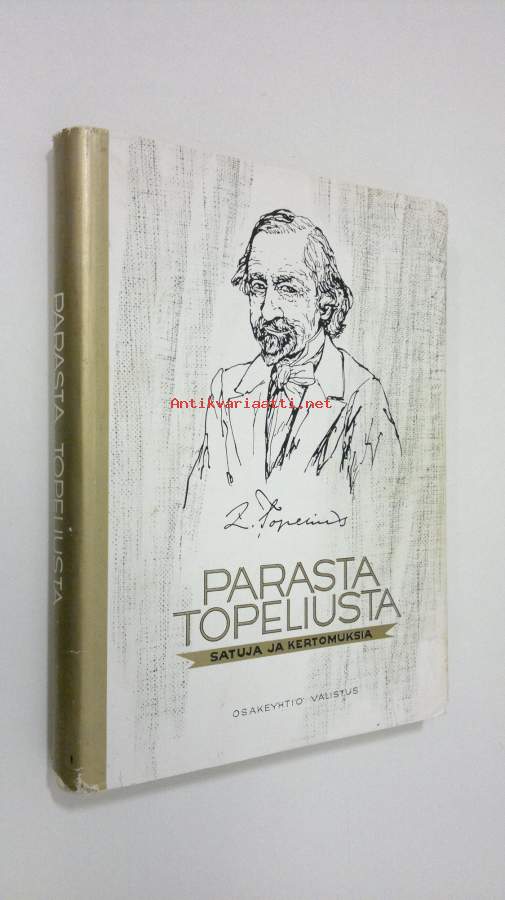 PARASTA TOPELIUSTA
Antikvariaatti.net
Z. Topelius
PARASTA
TOPELIUSTA
SATUJA JA KERTOMUKSIA
OSAKEYHTIÖ VALISTUS